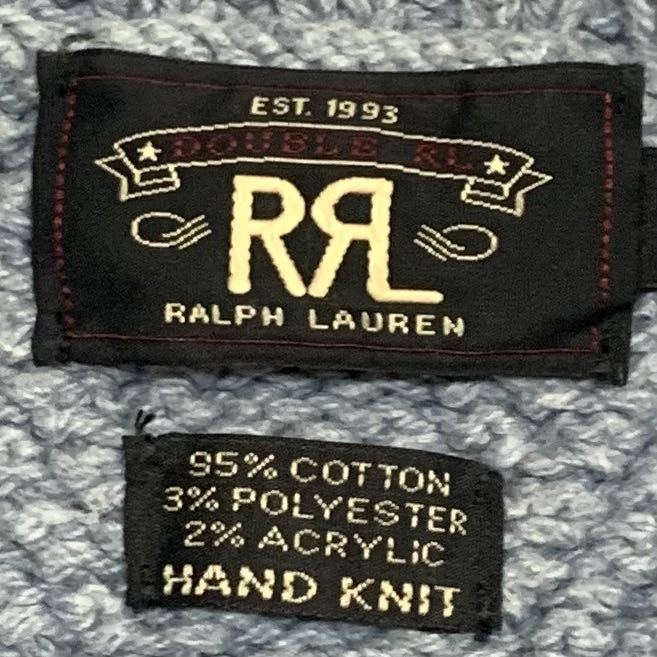 EST. 1993
DOUBLE RL
RRL
RALPH LAUREN
95% COTTON
3% POLYESTER
2% ACRYLIC
HAND KNIT